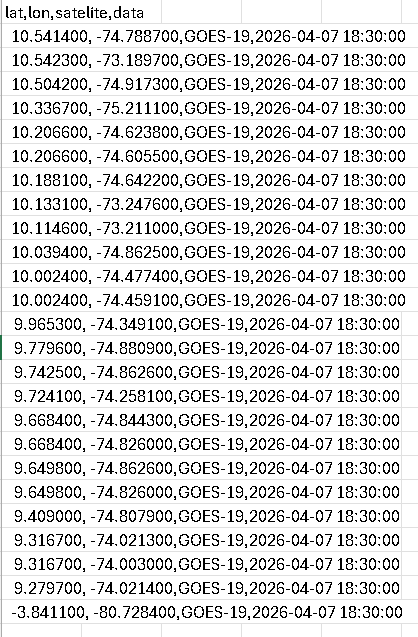 lat,lon,satelite,data
10.541400, -74.788700,GOES-19,2026-04-07 18:30:00
10.542300, -73.189700,GOES-19,2026-04-07 18:30:00
10.504200, -74.917300,GOES-19,2026-04-07 18:30:00
10.336700, -75.211100,GOES-19,2026-04-07 18:30:00
10.206600, -74.623800,GOES-19,2026-04-07 18:30:00
10.206600, -74.605500,GOES-19,2026-04-07 18:30:00
10.188100, -74.642200,GOES-19,2026-04-07 18:30:00
10.133100, -73.247600,GOES-19,2026-04-07 18:30:00
10.114600, -73.211000,GOES-19,2026-04-07 18:30:00
10.039400, -74.862500,GOES-19,2026-04-07 18:30:00
10.002400, -74.477400,GOES-19,2026-04-07 18:30:00
10.002400, -74.459100,GOES-19,2026-04-07 18:30:00
9.965300, -74.349100,GOES-19,2026-04-07 18:30:00
9.779600, -74.880900,GOES-19,2026-04-07 18:30:00
9.742500, -74.862600,GOES-19,2026-04-07 18:30:00
9.724100, -74.258100,GOES-19,2026-04-07 18:30:00
9.668400, -74.844300,GOES-19,2026-04-07 18:30:00
9.668400, -74.826000,GOES-19,2026-04-07 18:30:00
9.649800, -74.862600,GOES-19,2026-04-07 18:30:00
9.649800, -74.826000,GOES-19,2026-04-07 18:30:00
9.409000, -74.807900,GOES-19,2026-04-07 18:30:00
9.316700, -74.021300,GOES-19,2026-04-07 18:30:00
9.316700, -74.003000,GOES-19,2026-04-07 18:30:00
9.279700, -74.021400,GOES-19,2026-04-07 18:30:00
-3.841100, -80.728400,GOES-19,2026-04-07 18:30:00